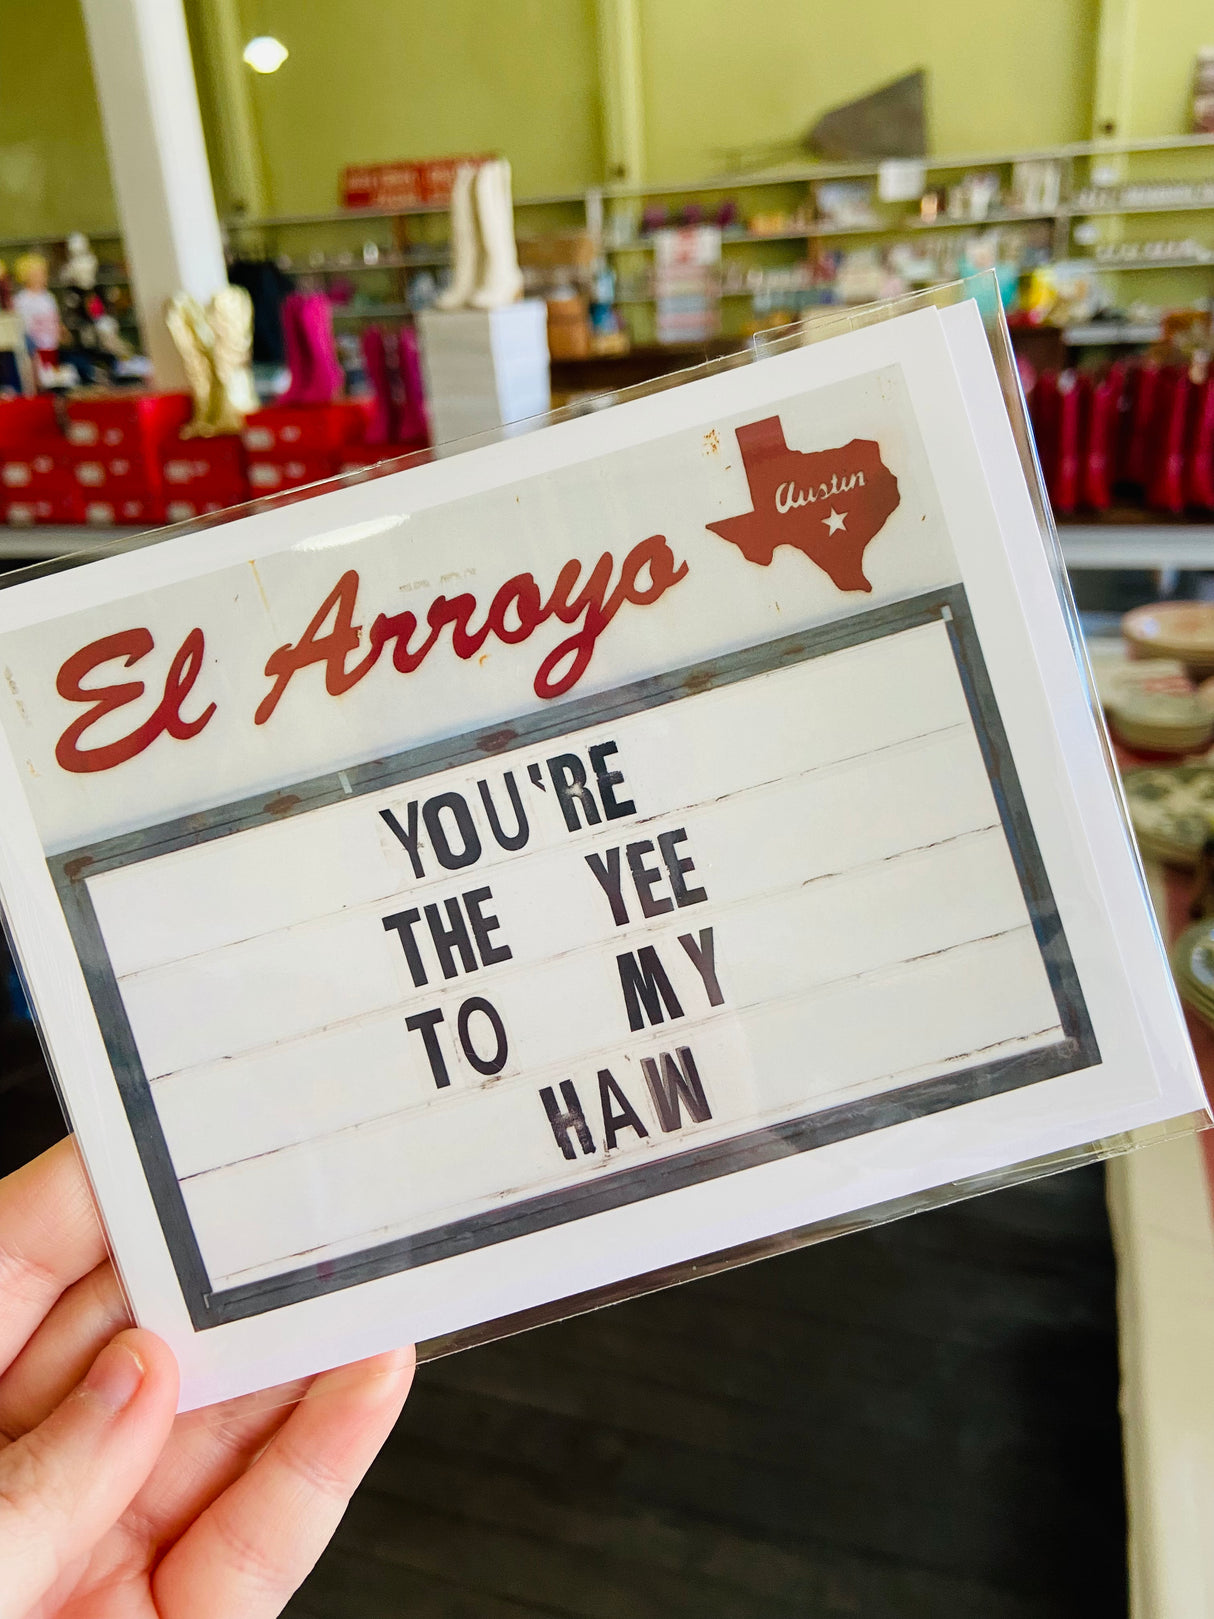 El Arroyo
Austin
YOU'RE
THE YEE
TO MY
HAW